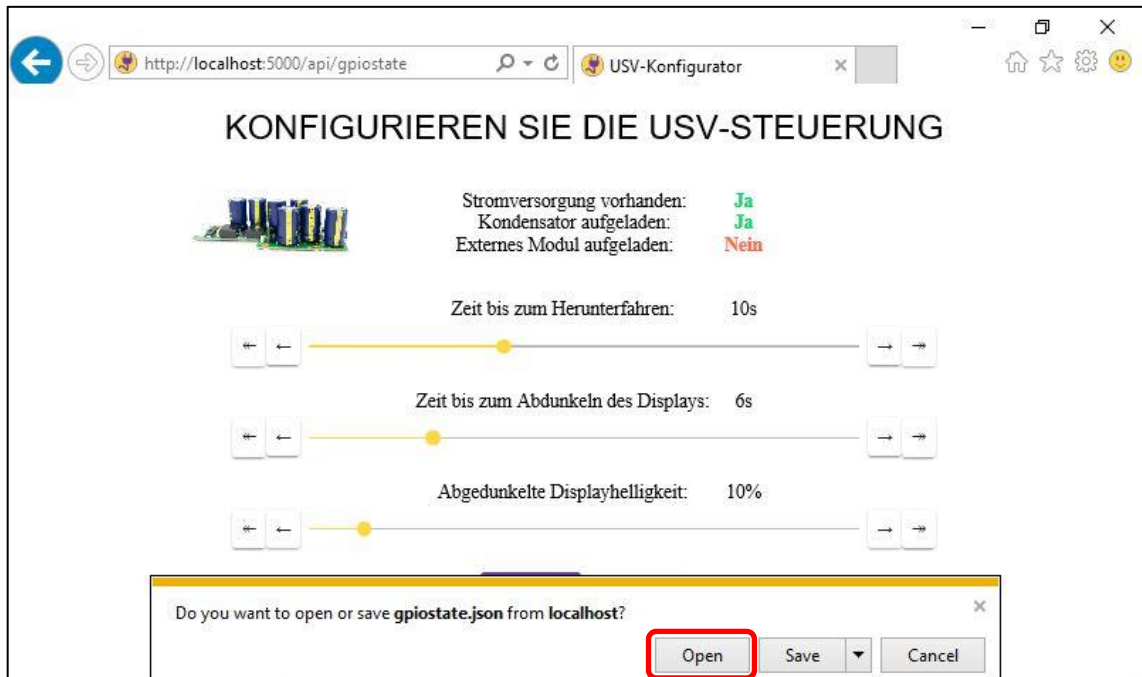 http://localhost:5000/api/gpiostate
USV-Konfigurator
KONFIGURIEREN SIE DIE USV-STEUERUNG
Stromversorgung vorhanden: Ja
Kondensator aufgeladen: Ja
Externes Modul aufgeladen: Nein
Zeit bis zum Herunterfahren: 10s
Zeit bis zum Abdunkeln des Displays: 6s
Abgedunkelte Displayhelligkeit: 10%
Do you want to open or save gpiostate.json from localhost?
Open Save Cancel